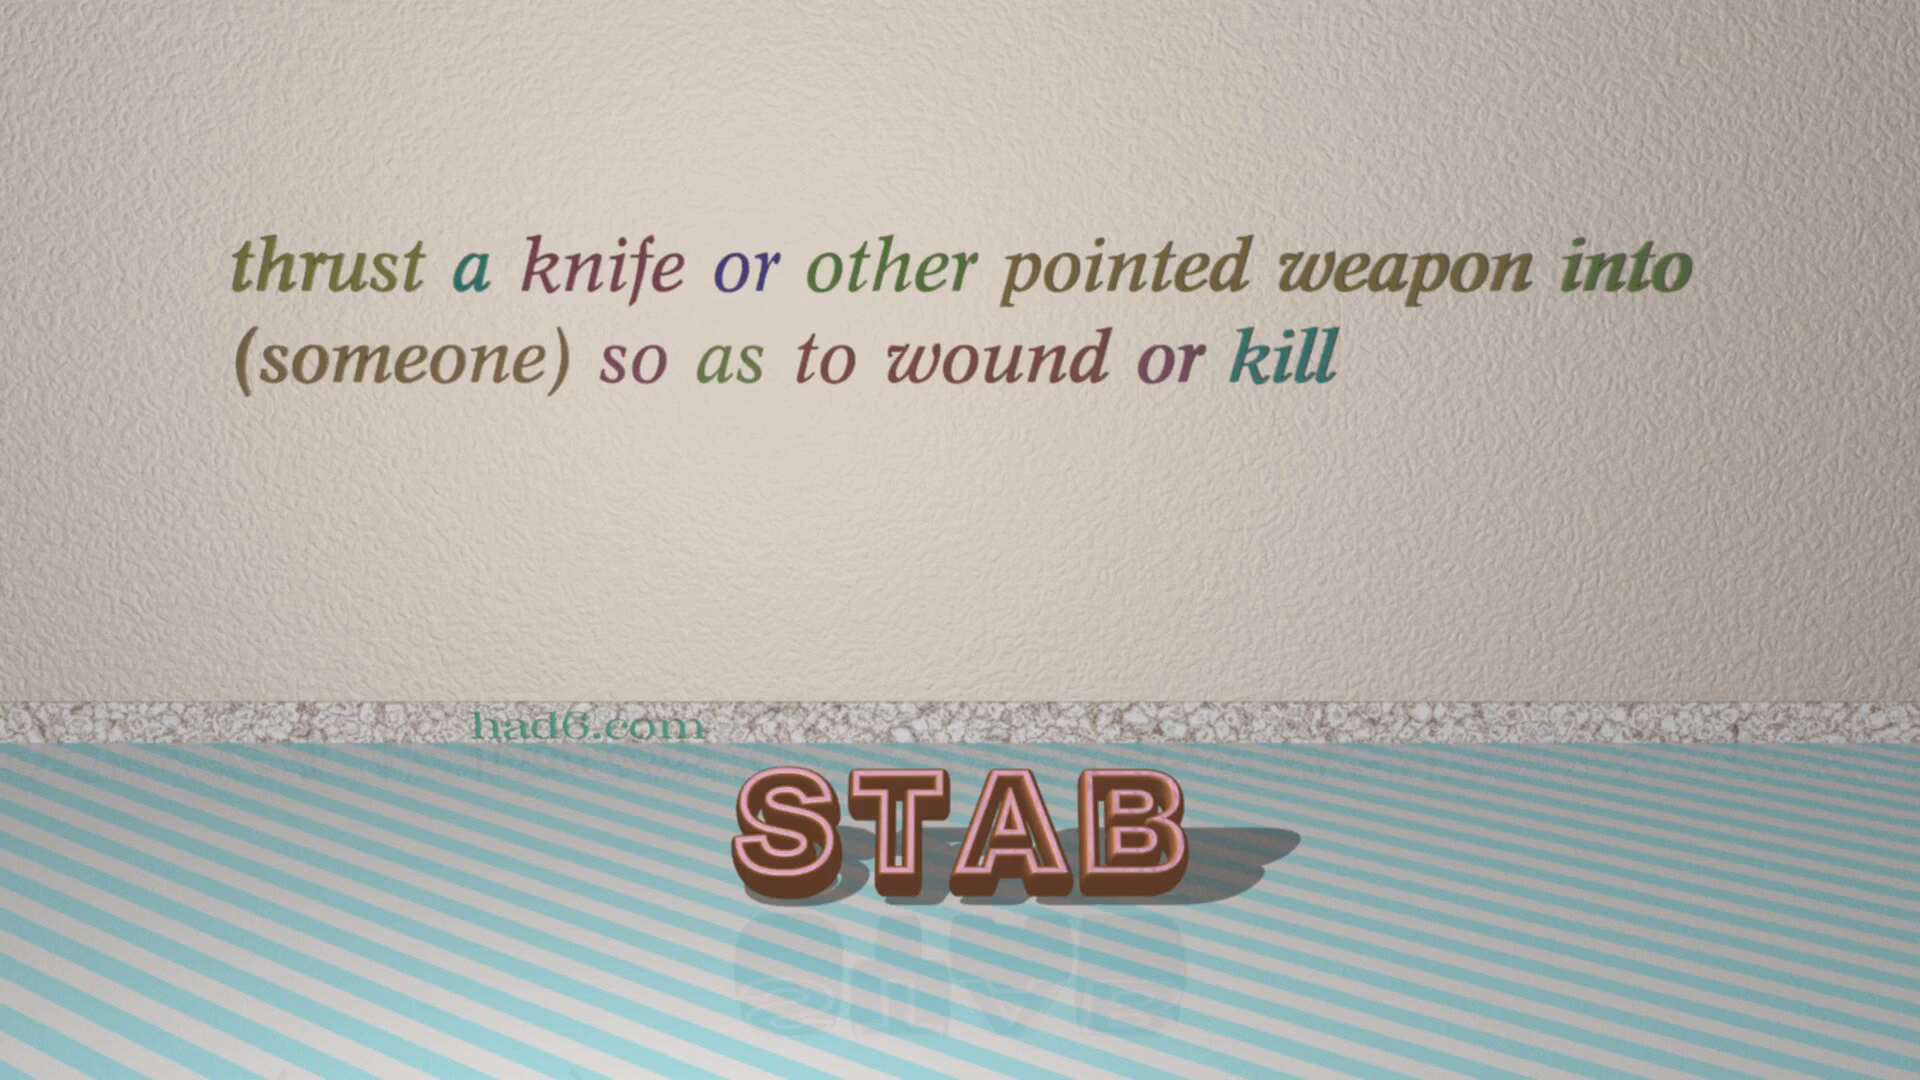 thrust a knife or other pointed weapon into
(someone) so as to wound or kill
had6.com
STAB